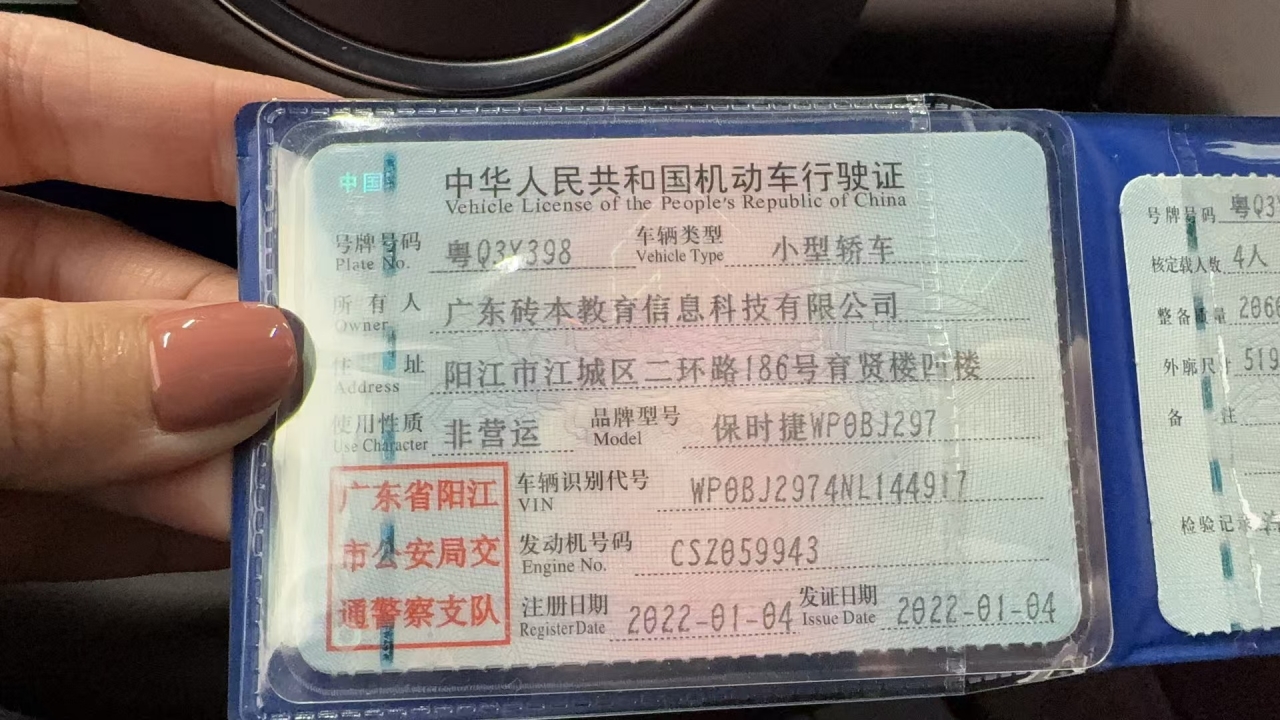 中国
中华人民共和国机动车行驶证
Vehicle License of the People's Republic of China
号牌号码 粤Q3Y398 车辆类型 小型轿车
Plate No. Vehicle Type
所有人 广东砖本教育信息科技有限公司
Owner
住址 阳江市江城区二环路186号育贤楼四楼
Address
使用性质 非营运 品牌型号 保时捷WP0BJ297
Use Character Model
车辆识别代号 WP0BJ2974NL144917
VIN
发动机号码 CSZ059943
Engine No.
注册日期 2022-01-04 发证日期 2022-01-04
Register Date Issue Date
广东省阳江
市公安局交
通警察支队
号牌号码 粤Q3
核定载人数 4人
整备质量 206
外廓尺寸 519
备注
检验记录